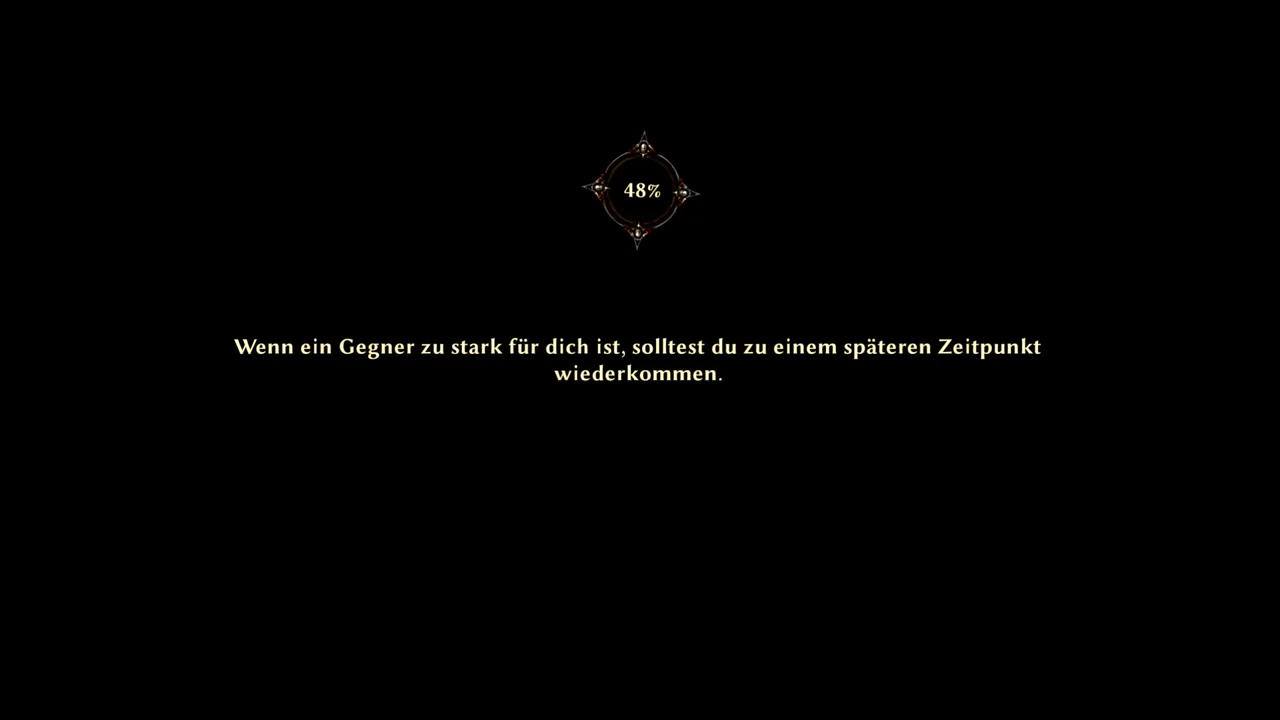 48%
Wenn ein Gegner zu stark für dich ist, solltest du zu einem späteren Zeitpunkt
wiederkommen.